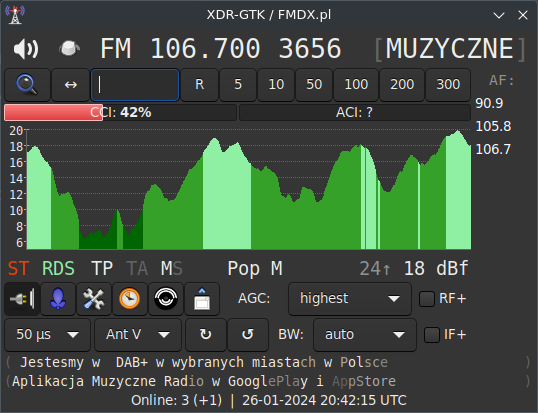 XDR-GTK / FMDX.pl
FM 106.700 3656 [MUZYCZNE]
↔ R 5 10 50 100 200 300 AF:
CCI: 42% ACI: ? 90.9
105.8
106.7
20
18
16
14
12
10
8
6
ST RDS TP TA MS Pop M 24↑ 18 dBf
AGC: highest RF+
50 µs Ant V ↻ ↺ BW: auto IF+
( Jestesmy w  DAB+ w wybranych miastach w Polsce )
(Aplikacja Muzyczne Radio w GooglePlay i AppStore )
Online: 3 (+1) | 26-01-2024 20:42:15 UTC